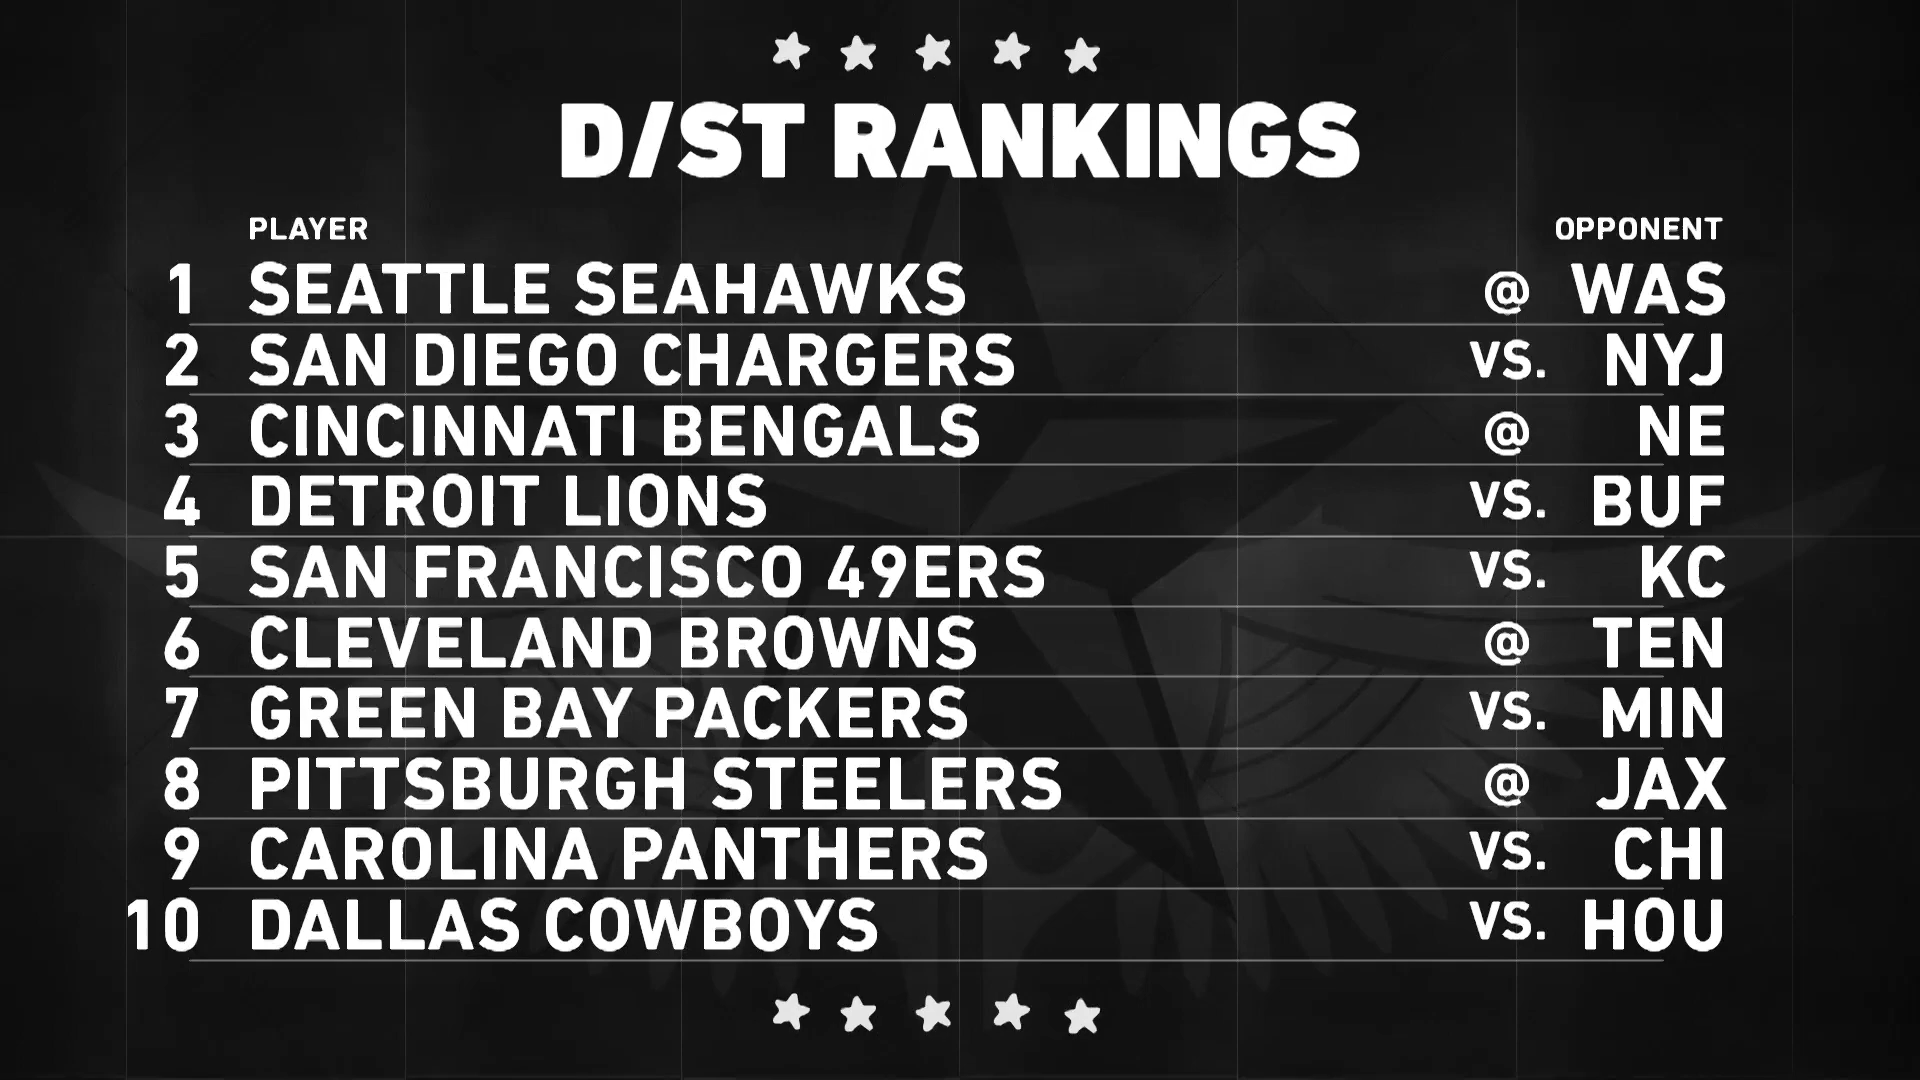 D/ST RANKINGS
PLAYER OPPONENT
1 SEATTLE SEAHAWKS @ WAS
2 SAN DIEGO CHARGERS VS. NYJ
3 CINCINNATI BENGALS @ NE
4 DETROIT LIONS VS. BUF
5 SAN FRANCISCO 49ERS VS. KC
6 CLEVELAND BROWNS @ TEN
7 GREEN BAY PACKERS VS. MIN
8 PITTSBURGH STEELERS @ JAX
9 CAROLINA PANTHERS VS. CHI
10 DALLAS COWBOYS VS. HOU